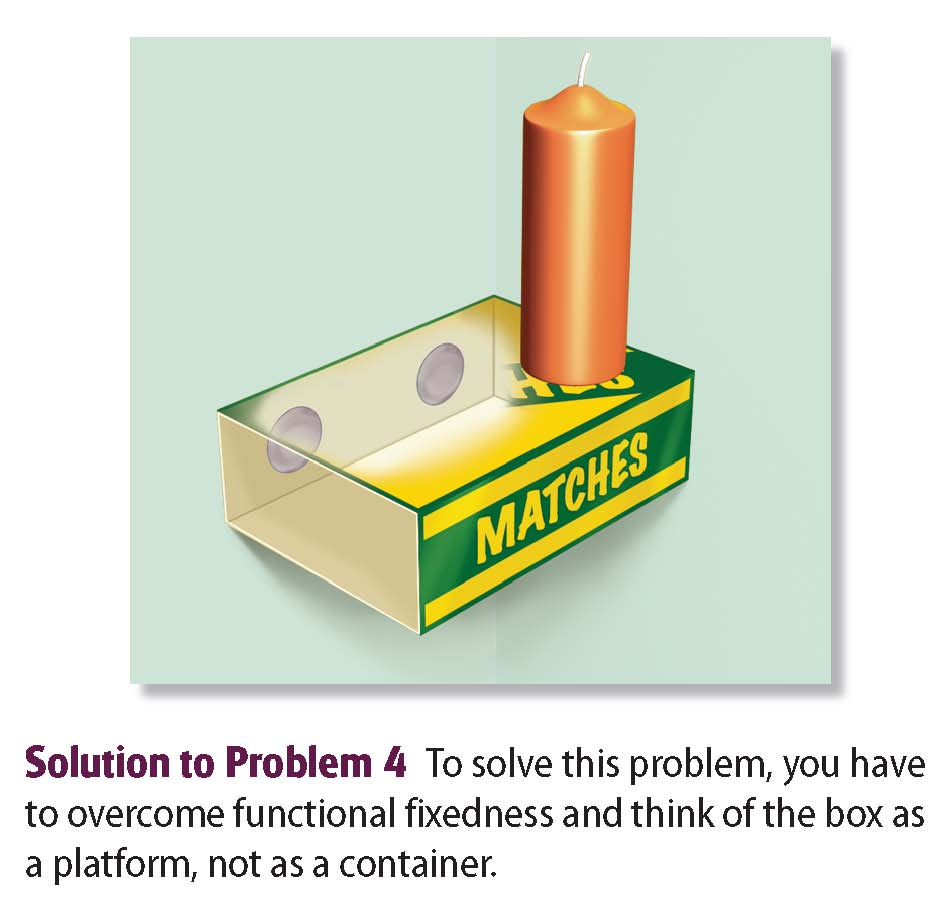 MATCHES
Solution to Problem 4 To solve this problem, you have
to overcome functional fixedness and think of the box as
a platform, not as a container.